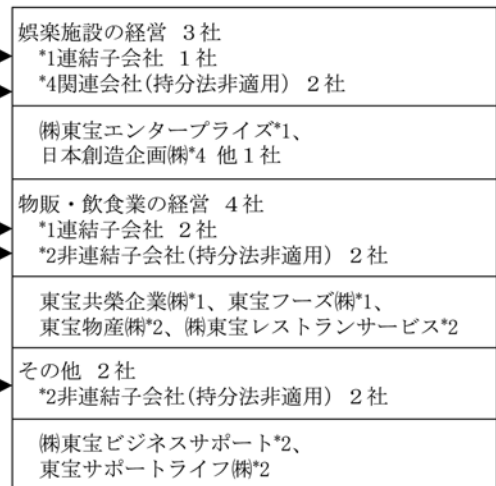 娯楽施設の経営 3社
*1連結子会社 1社
*4関連会社(持分法非適用) 2社
㈱東宝エンタープライズ*1、
日本創造企画㈱*4 他1社
物販・飲食業の経営 4社
*1連結子会社 2社
*2非連結子会社(持分法非適用) 2社
東宝共榮企業㈱*1、東宝フーズ㈱*1、
東宝物産㈱*2、㈱東宝レストランサービス*2
その他 2社
*2非連結子会社(持分法非適用) 2社
㈱東宝ビジネスサポート*2、
東宝サポートライフ㈱*2